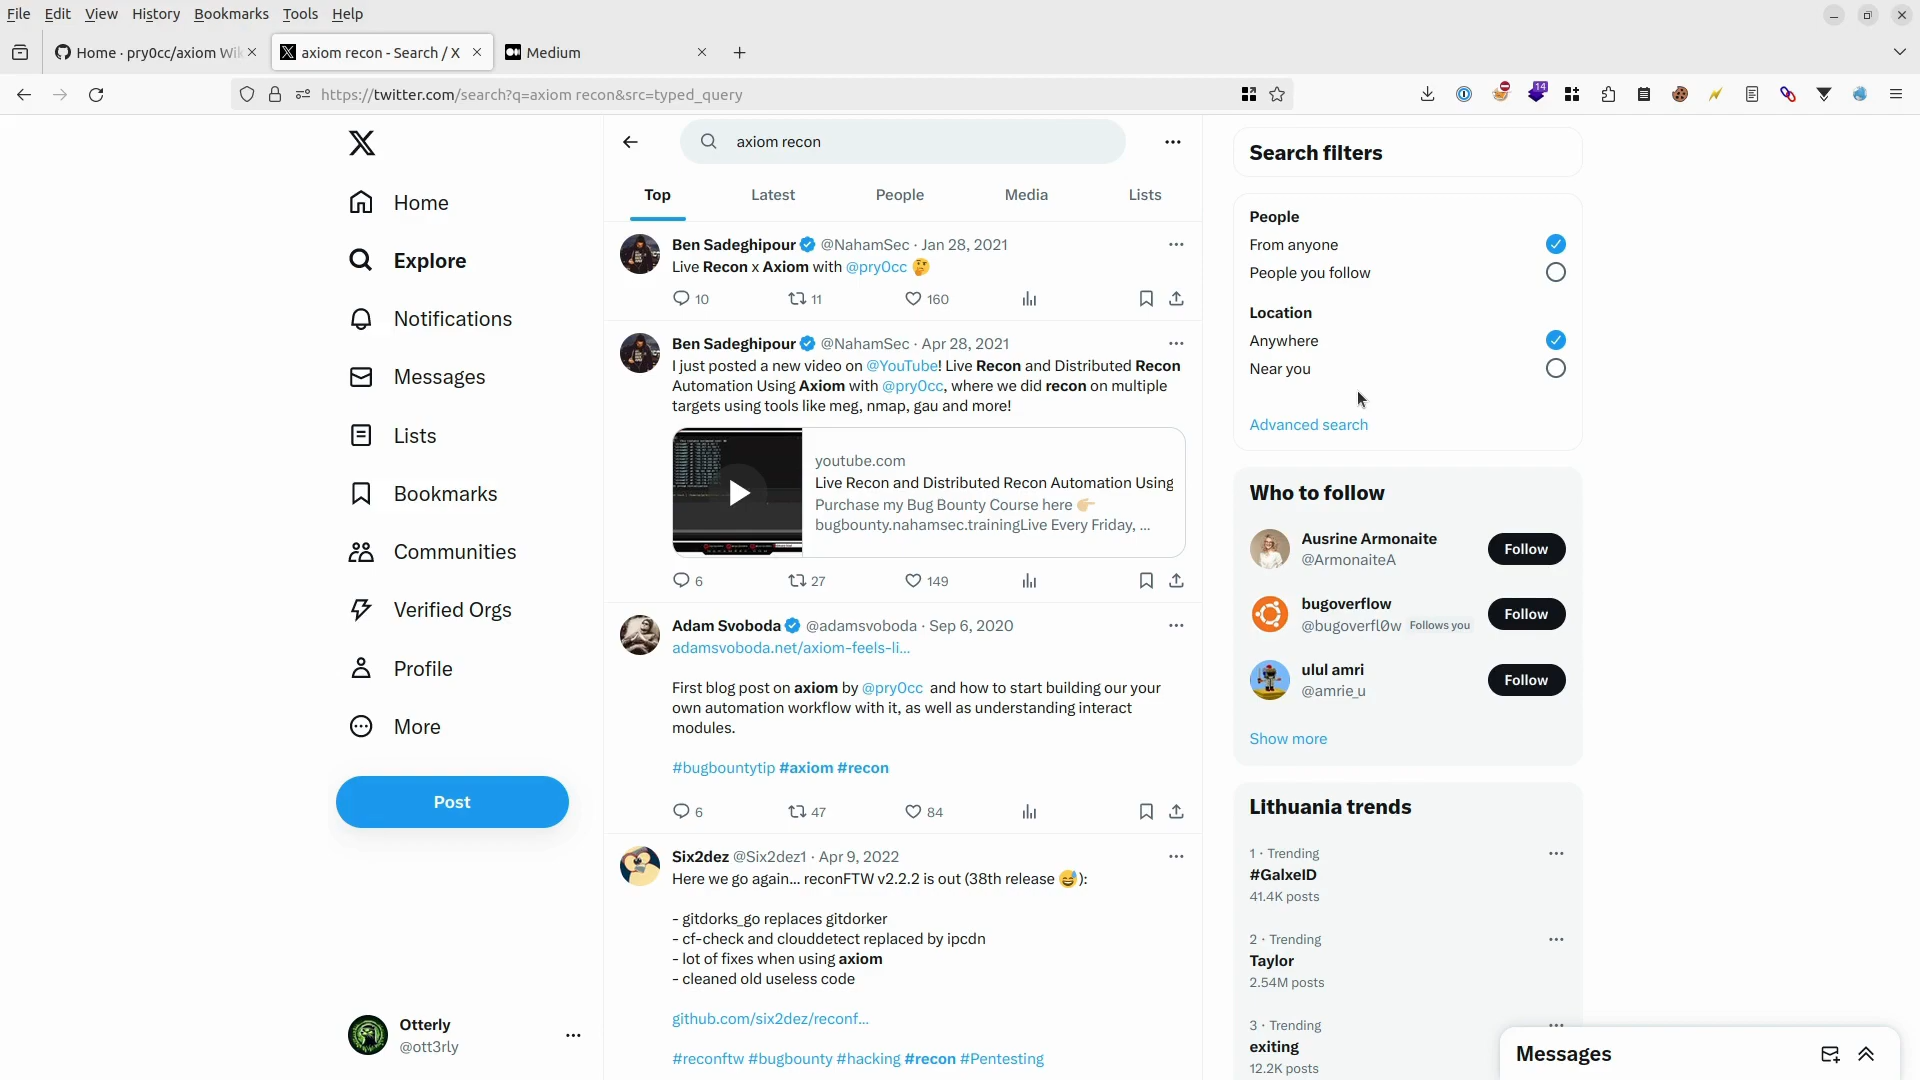 File Edit View History Bookmarks Tools Help
Home · pry0cc/axiom Wik
axiom recon - Search / X
Medium
https://twitter.com/search?q=axiom recon&src=typed_query
14
Home
Explore
Notifications
Messages
Lists
Bookmarks
Communities
Verified Orgs
Profile
More
Post
Otterly
@ott3rly
axiom recon
Top Latest People Media Lists
Ben Sadeghipour @NahamSec · Jan 28, 2021
Live Recon x Axiom with @pry0cc 🤔
10 11 160
Ben Sadeghipour @NahamSec · Apr 28, 2021
I just posted a new video on @YouTube! Live Recon and Distributed Recon
Automation Using Axiom with @pry0cc, where we did recon on multiple
targets using tools like meg, nmap, gau and more!
youtube.com
Live Recon and Distributed Recon Automation Using
Purchase my Bug Bounty Course here 👉🏼
bugbounty.nahamsec.trainingLive Every Friday, ...
6 27 149
Adam Svoboda @adamsvoboda · Sep 6, 2020
adamsvoboda.net/axiom-feels-li...
First blog post on axiom by @pry0cc and how to start building our your
own automation workflow with it, as well as understanding interact
modules.
#bugbountytip #axiom #recon
6 47 84
Six2dez @Six2dez1 · Apr 9, 2022
Here we go again... reconFTW v2.2.2 is out (38th release 😅):
- gitdorks_go replaces gitdorker
- cf-check and clouddetect replaced by ipcdn
- lot of fixes when using axiom
- cleaned old useless code
github.com/six2dez/reconf...
#reconftw #bugbounty #hacking #recon #Pentesting
Search filters
People
From anyone
People you follow
Location
Anywhere
Near you
Advanced search
Who to follow
Ausrine Armonaite
@ArmonaiteA
Follow
bugoverflow
@bugoverfl0w Follows you
Follow
ulul amri
@amrie_u
Follow
Show more
Lithuania trends
1 · Trending
#GalxeID
41.4K posts
2 · Trending
Taylor
2.54M posts
3 · Trending
exiting
12.2K posts
Messages